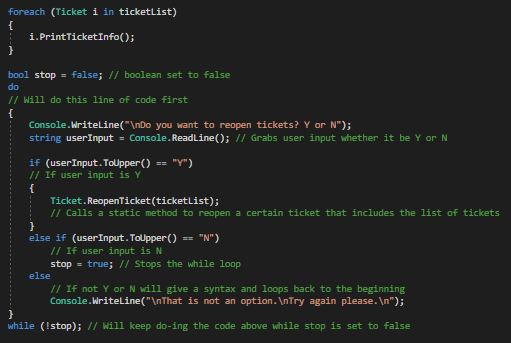 foreach (Ticket i in ticketList)
{
i.PrintTicketInfo();
}
bool stop = false; // boolean set to false
do
// Will do this line of code first
{
Console.WriteLine("\nDo you want to reopen tickets? Y or N");
string userInput = Console.ReadLine(); // Grabs user input whether it be Y or N
if (userInput.ToUpper() == "Y")
// If user input is Y
{
Ticket.ReopenTicket(ticketList);
// Calls a static method to reopen a certain ticket that includes the list of tickets
}
else if (userInput.ToUpper() == "N")
// If user input is N
stop = true; // Stops the while loop
else
// If not Y or N will give a syntax and loops back to the beginning
Console.WriteLine("\nThat is not an option.\nTry again please.\n");
}
while (!stop); // Will keep do-ing the code above while stop is set to false